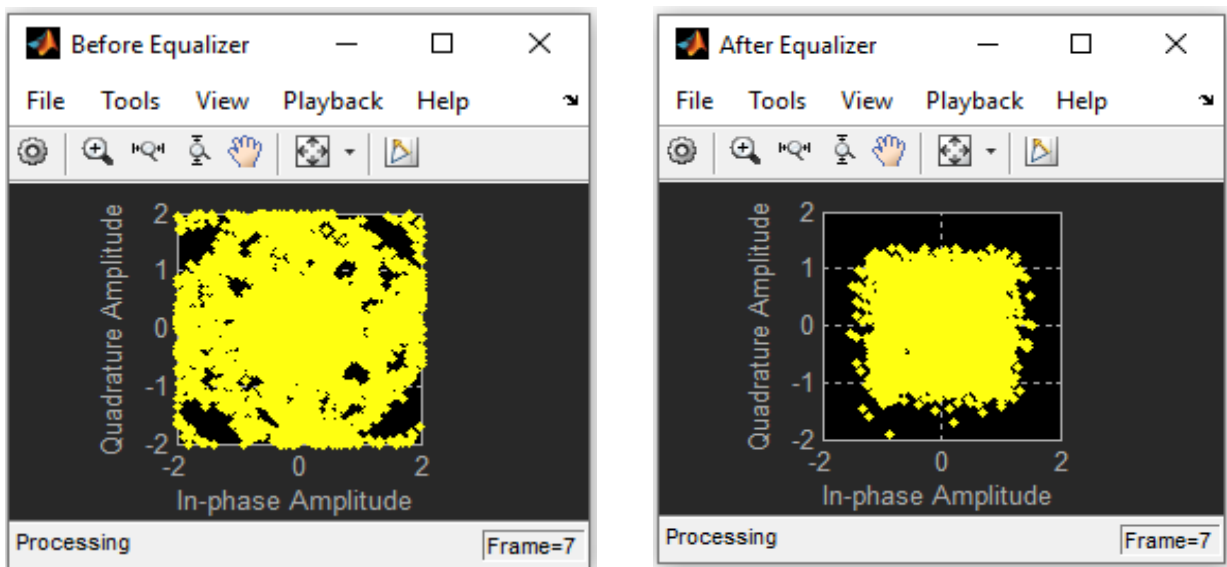 Before Equalizer
File Tools View Playback Help
Quadrature Amplitude
2
1
0
-1
-2
-2 0 2
In-phase Amplitude
Processing
Frame=7
After Equalizer
File Tools View Playback Help
Quadrature Amplitude
2
1
0
-1
-2
-2 0 2
In-phase Amplitude
Processing
Frame=7